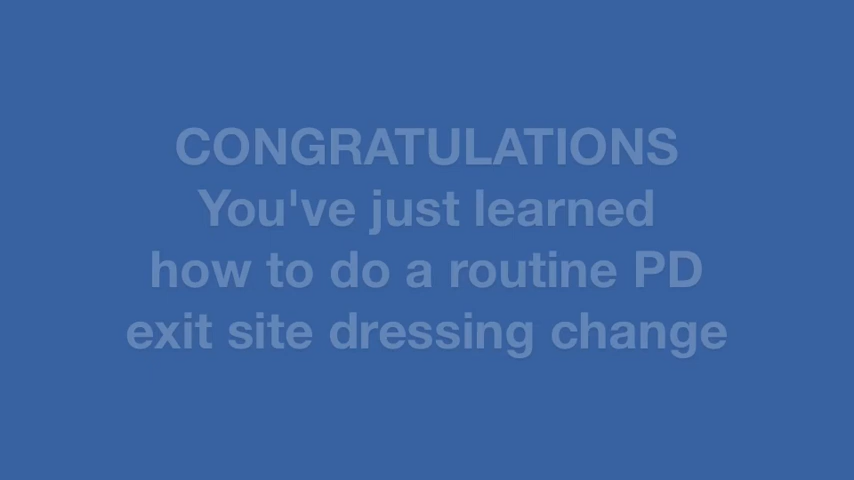 CONGRATULATIONS
You've just learned
how to do a routine PD
exit site dressing change